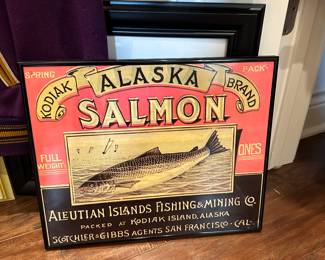 SPRING PACK
KODIAK ALASKA BRAND
SALMON
FULL WEIGHT ONES
ALEUTIAN ISLANDS FISHING & MINING CO.
PACKED AT KODIAK ISLAND, ALASKA
SCOTCHLER & GIBBS AGENTS SAN FRANCISCO - CAL-